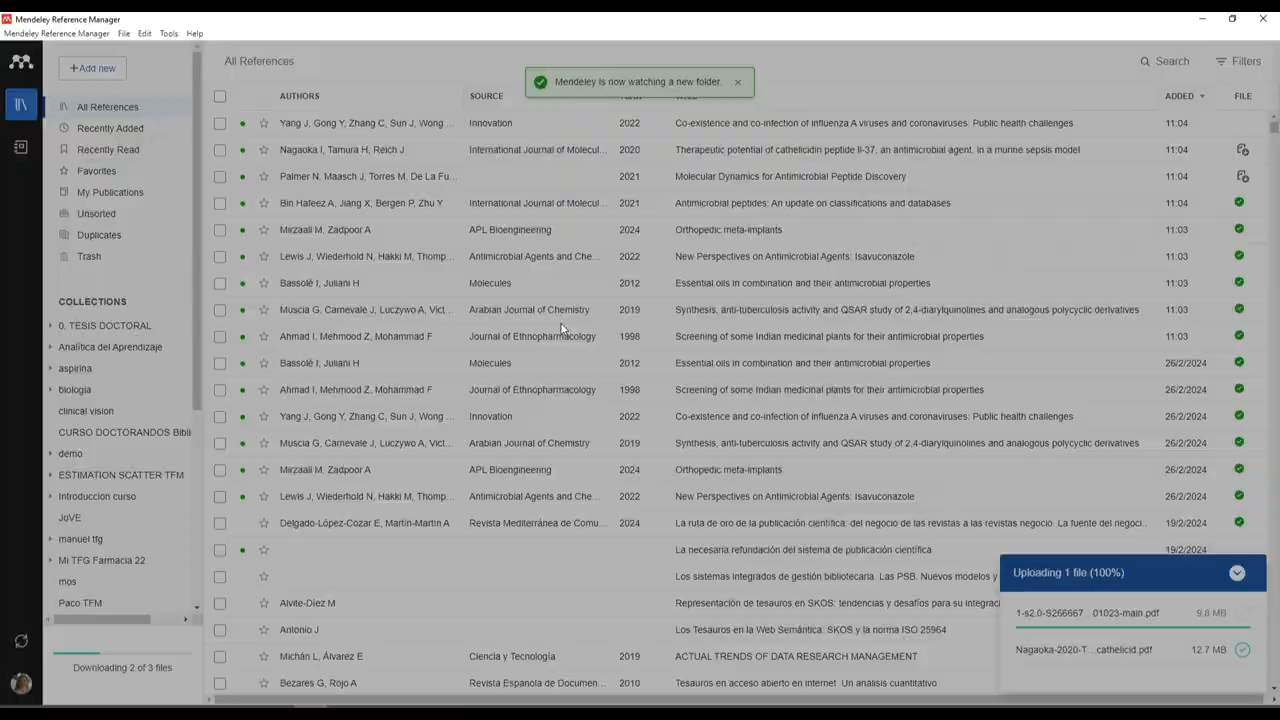 Mendeley Reference Manager
Mendeley Reference Manager File Edit Tools Help
+Add new
All References
Recently Added
Recently Read
Favorites
My Publications
Unsorted
Duplicates
Trash
COLLECTIONS
0. TESIS DOCTORAL
Analítica del Aprendizaje
aspirina
biologia
clinical vision
CURSO DOCTORANDOS Bibli
demo
ESTIMATION SCATTER TFM
Introduccion curso
JoVE
manuel tfg
Mi TFG Farmacia 22
mos
Paco TFM
Downloading 2 of 3 files
All References
Search
Filters
Mendeley is now watching a new folder.
AUTHORS SOURCE ADDED FILE
Yang J, Gong Y, Zhang C, Sun J, Wong ... Innovation 2022 Co-existence and co-infection of influenza A viruses and coronaviruses: Public health challenges 11:04
Nagaoka I, Tamura H, Reich J International Journal of Molecul... 2020 Therapeutic potential of cathelicidin peptide ll-37, an antimicrobial agent, in a murine sepsis model 11:04
Palmer N, Maasch J, Torres M, De La Fu... 2021 Molecular Dynamics for Antimicrobial Peptide Discovery 11:04
Bin Hafeez A, Jiang X, Bergen P, Zhu Y International Journal of Molecul... 2021 Antimicrobial peptides: An update on classifications and databases 11:04
Mirzaali M, Zadpoor A APL Bioengineering 2024 Orthopedic meta-implants 11:03
Lewis J, Wiederhold N, Hakki M, Thomp... Antimicrobial Agents and Che... 2022 New Perspectives on Antimicrobial Agents: Isavuconazole 11:03
Bassolé I, Juliani H Molecules 2012 Essential oils in combination and their antimicrobial properties 11:03
Muscia G, Carnevale J, Luczywo A, Vict... Arabian Journal of Chemistry 2019 Synthesis, anti-tuberculosis activity and QSAR study of 2,4-diarylquinolines and analogous polycyclic derivatives 11:03
Ahmad I, Mehmood Z, Mohammad F Journal of Ethnopharmacology 1998 Screening of some Indian medicinal plants for their antimicrobial properties 11:03
Bassolé I, Juliani H Molecules 2012 Essential oils in combination and their antimicrobial properties 26/2/2024
Ahmad I, Mehmood Z, Mohammad F Journal of Ethnopharmacology 1998 Screening of some Indian medicinal plants for their antimicrobial properties 26/2/2024
Yang J, Gong Y, Zhang C, Sun J, Wong ... Innovation 2022 Co-existence and co-infection of influenza A viruses and coronaviruses: Public health challenges 26/2/2024
Muscia G, Carnevale J, Luczywo A, Vict... Arabian Journal of Chemistry 2019 Synthesis, anti-tuberculosis activity and QSAR study of 2,4-diarylquinolines and analogous polycyclic derivatives 26/2/2024
Mirzaali M, Zadpoor A APL Bioengineering 2024 Orthopedic meta-implants 26/2/2024
Lewis J, Wiederhold N, Hakki M, Thomp... Antimicrobial Agents and Che... 2022 New Perspectives on Antimicrobial Agents: Isavuconazole 26/2/2024
Delgado-López-Cozar E, Martín-Martín A Revista Mediterránea de Comu... 2024 La ruta de oro de la publicación científica: del negocio de las revistas a las revistas negocio. La fuente del negoci... 19/2/2024
La necesaria refundación del sistema de publicación científica 19/2/2024
Los sistemas integrados de gestión bibliotecaria. Las PSB. Nuevos modelos y
Alvite-Díez M Representación de tesauros en SKOS: tendencias y desafíos para su integrac
Antonio J Los Tesauros en la Web Semántica: SKOS y la norma ISO 25964
Michán L, Álvarez E Ciencia y Tecnología 2019 ACTUAL TRENDS OF DATA RESEARCH MANAGEMENT
Bezares G, Rojo A Revista Espanola de Documen... 2010 Tesauros en acceso abierto en internet. Un análisis cuantitativo
Uploading 1 file (100%)
1-s2.0-S266667 ...01023-main.pdf 9.8 MB
Nagaoka-2020-T... cathelicid.pdf 12.7 MB